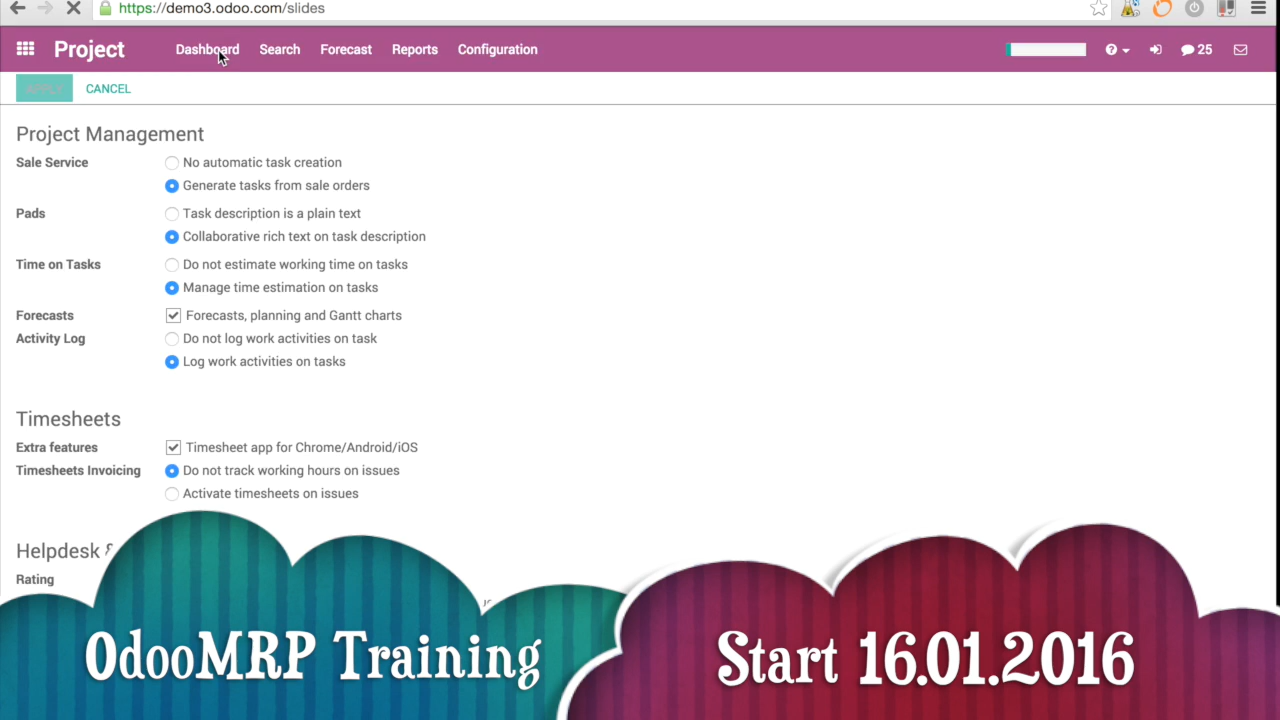 https://demo3.odoo.com/slides
Project Dashboard Search Forecast Reports Configuration 25
APPLY CANCEL
Project Management
Sale Service No automatic task creation
Generate tasks from sale orders
Pads Task description is a plain text
Collaborative rich text on task description
Time on Tasks Do not estimate working time on tasks
Manage time estimation on tasks
Forecasts Forecasts, planning and Gantt charts
Activity Log Do not log work activities on task
Log work activities on tasks
Timesheets
Extra features Timesheet app for Chrome/Android/iOS
Timesheets Invoicing Do not track working hours on issues
Activate timesheets on issues
Helpdesk &
Rating
OdooMRP Training
Start 16.01.2016